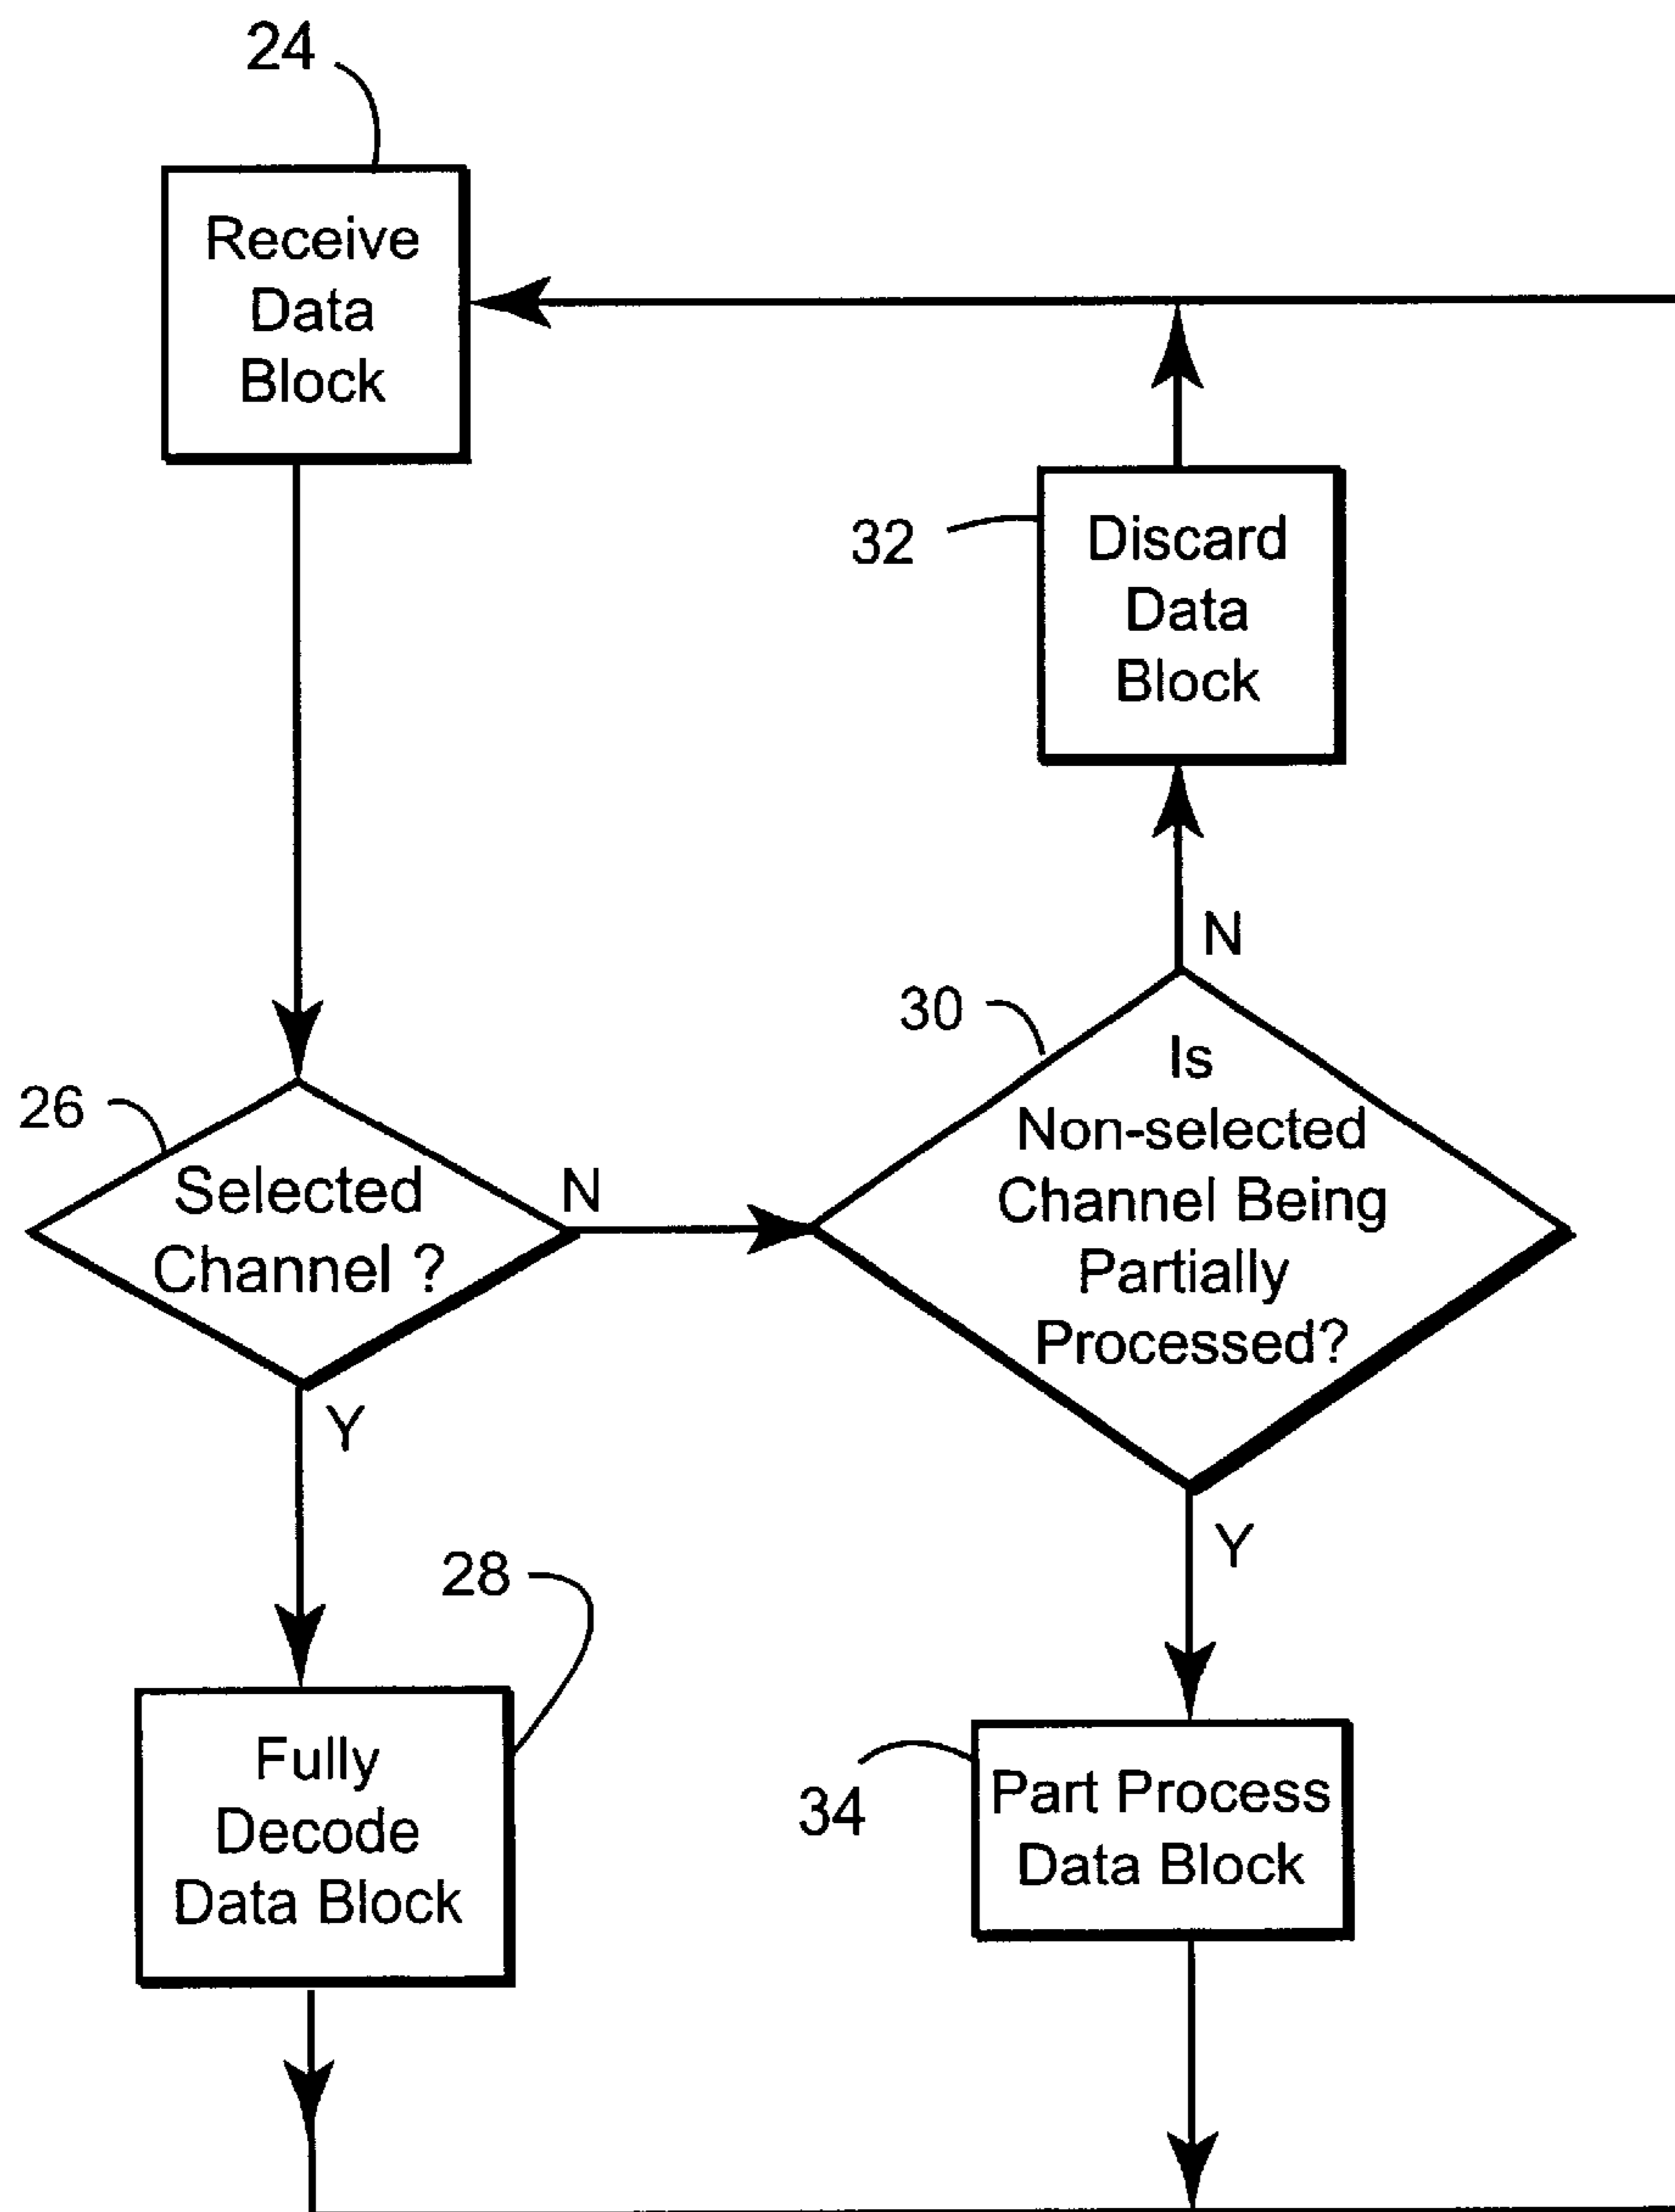 24
Receive
Data
Block
32
Discard
Data
Block
N
30
Is
Non-selected
Channel Being
Partially
Processed?
26
Selected
Channel ?
N
Y
Y
28
Fully
Decode
Data Block
34
Part Process
Data Block